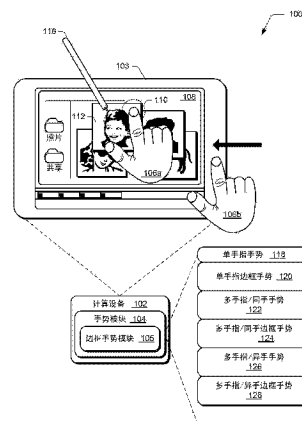 100
116
103
110
108
112
照片
共享
106a
106b
单手指手势 118
单手指边框手势 120
计算设备 102
手势模块 104
边框手势模块 105
多手指/同手手势
122
多手指/同手边框手势
124
多手指/异手手势
126
多手指/异手边框手势
128